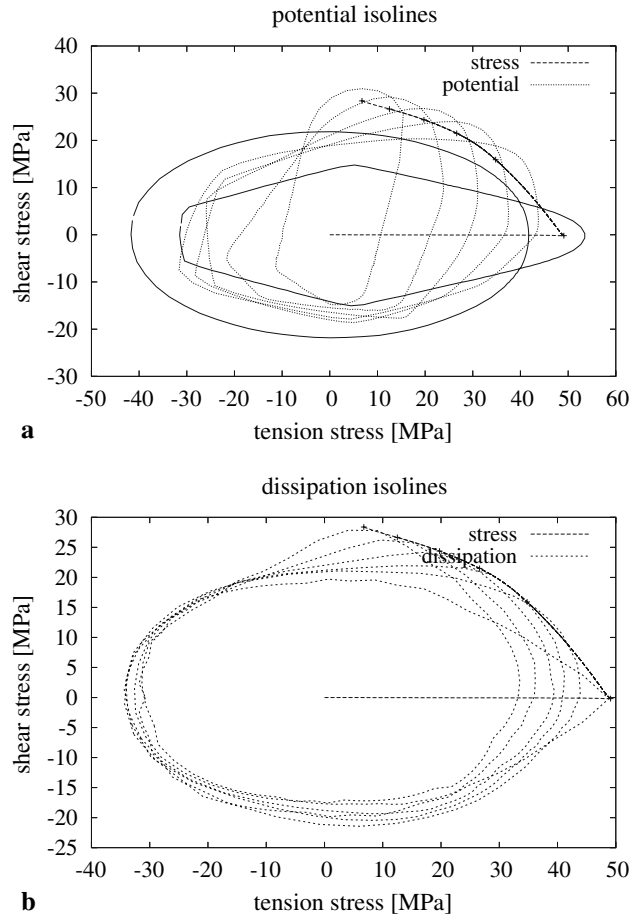 potential isolines
40
stress
potential
30
20
10
0
-10
-20
-30
shear stress [MPa]
-50 -40 -30 -20 -10 0 10 20 30 40 50 60
a
tension stress [MPa]
dissipation isolines
30
stress
dissipation
25
20
15
10
5
0
-5
-10
-15
-20
-25
shear stress [MPa]
-40 -30 -20 -10 0 10 20 30 40 50
b
tension stress [MPa]